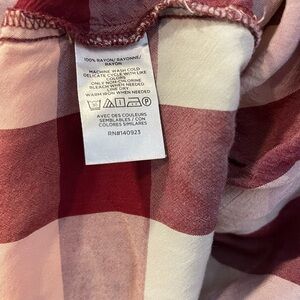 100% RAYON/RAYONNE/
RAYON
MACHINE WASH COLD
DELICATE CYCLE WITH LIKE
COLORS
ONLY NON-CHLORINE
BLEACH WHEN NEEDED
LINE DRY
WARM IRON WHEN NEEDED
AVEC DES COULEURS
SEMBLABLES / CON
COLORES SIMILARES
RN#140923